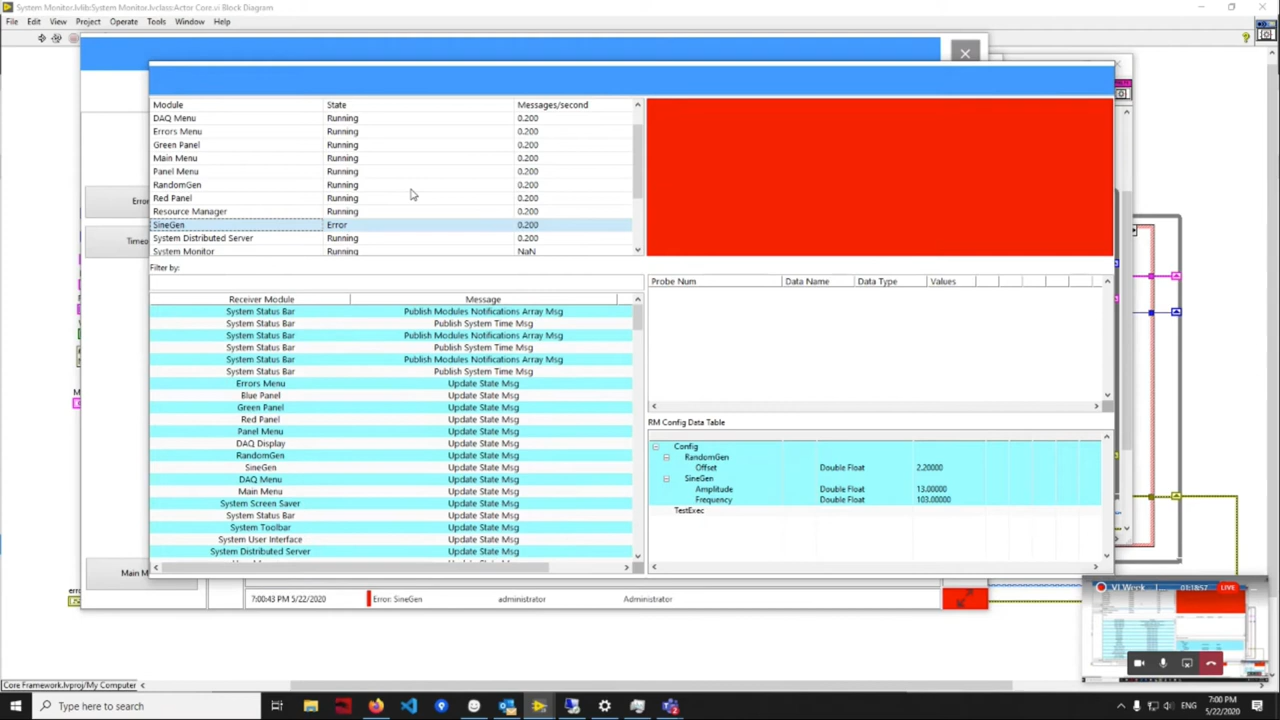 System Monitor.lvlib:System Monitor.lvclass:Actor Core.vi Block Diagram
File Edit View Project Operate Tools Window Help
Module State Messages/second
DAQ Menu Running 0.200
Errors Menu Running 0.200
Green Panel Running 0.200
Main Menu Running 0.200
Panel Menu Running 0.200
RandomGen Running 0.200
Red Panel Running 0.200
Resource Manager Running 0.200
SineGen Error 0.200
System Distributed Server Running 0.200
System Monitor Running NaN
Erro
Timeo
Main M
Filter by:
Receiver Module Message
System Status Bar Publish Modules Notifications Array Msg
System Status Bar Publish System Time Msg
System Status Bar Publish Modules Notifications Array Msg
System Status Bar Publish System Time Msg
System Status Bar Publish Modules Notifications Array Msg
System Status Bar Publish System Time Msg
Errors Menu Update State Msg
Blue Panel Update State Msg
Green Panel Update State Msg
Red Panel Update State Msg
Panel Menu Update State Msg
DAQ Display Update State Msg
RandomGen Update State Msg
SineGen Update State Msg
DAQ Menu Update State Msg
Main Menu Update State Msg
System Screen Saver Update State Msg
System Status Bar Update State Msg
System Toolbar Update State Msg
System User Interface Update State Msg
System Distributed Server Update State Msg
Probe Num Data Name Data Type Values
RM Config Data Table
Config
RandomGen
Offset Double Float 2.20000
SineGen
Amplitude Double Float 13.00000
Frequency Double Float 103.00000
TestExec
7:00:43 PM 5/22/2020 Error: SineGen administrator Administrator
VI Week 01:18:57 LIVE
Core Framework.lvproj/My Computer
Type here to search
ENG
7:00 PM
5/22/2020